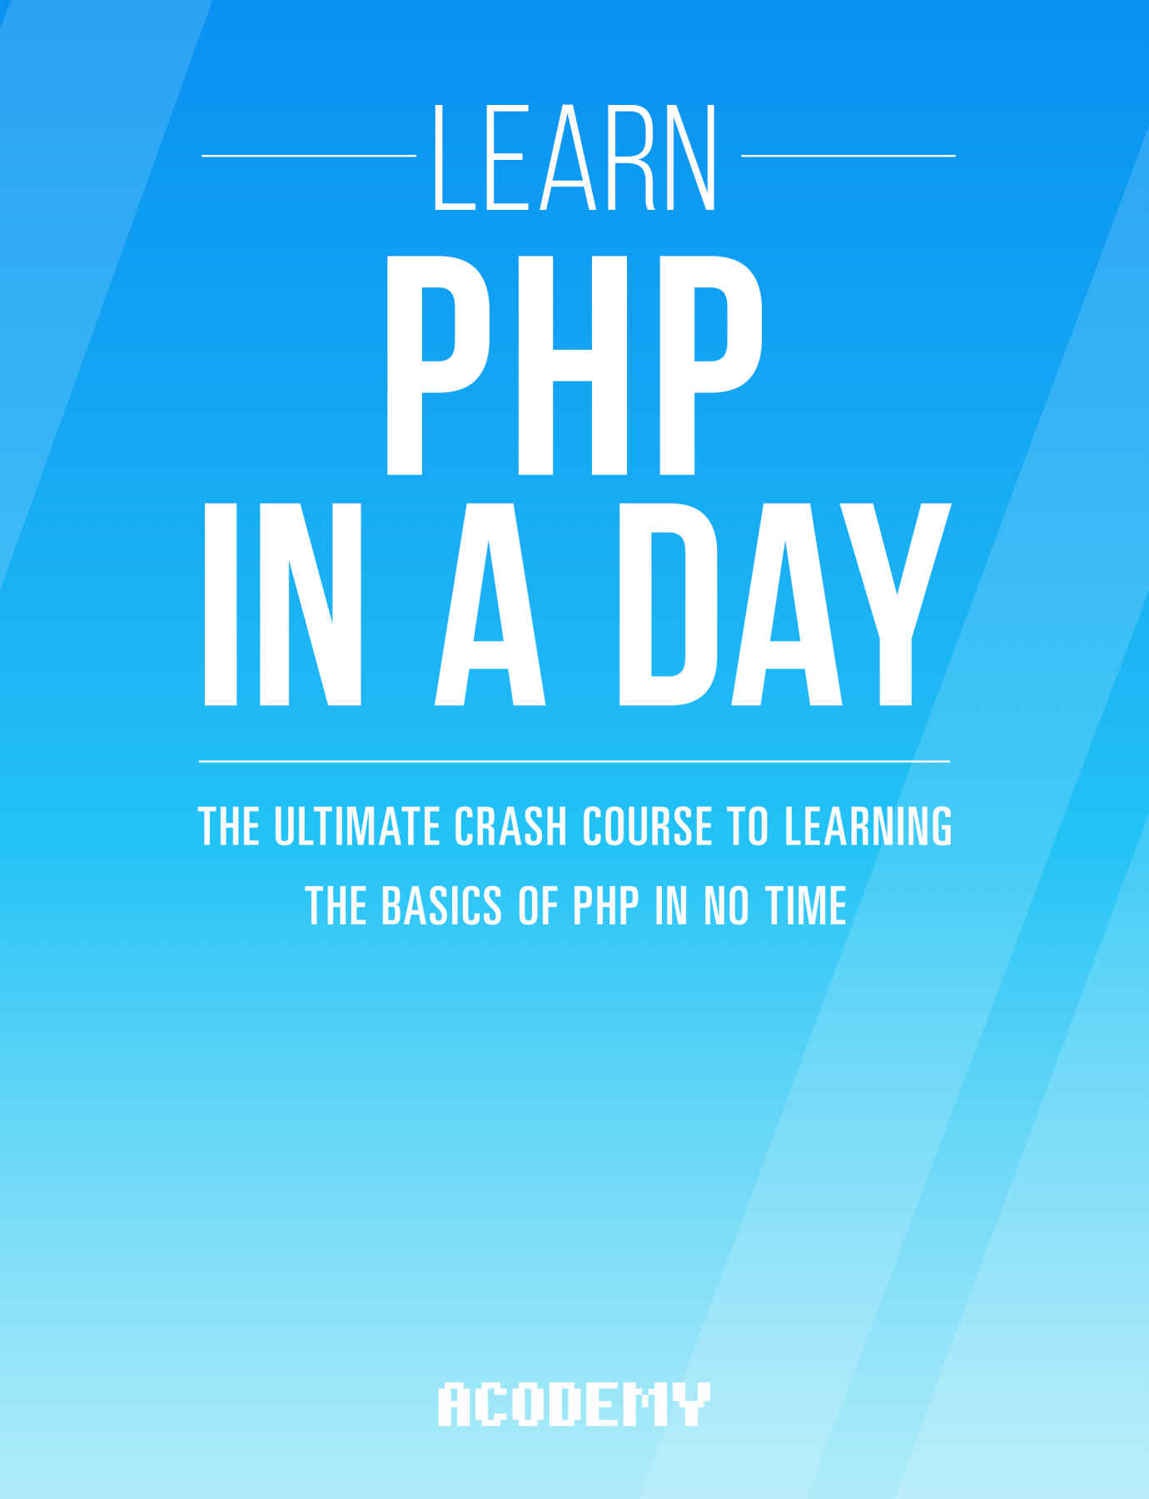 LEARN
PHP
IN A DAY
THE ULTIMATE CRASH COURSE TO LEARNING
THE BASICS OF PHP IN NO TIME
ACODEMY